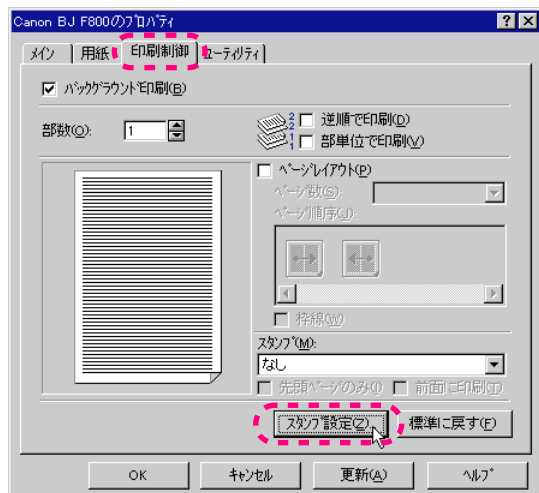 Canon BJ F800のﾌﾟﾛﾊﾟﾃｨ
ﾒｲﾝ 用紙 印刷制御 ﾕｰﾃｨﾘﾃｨ
ﾊﾞｯｸｸﾞﾗｳﾝﾄﾞ印刷(B)
部数(O): 1
2 2 1 1
逆順で印刷(D)
部単位で印刷(V)
ﾍﾟｰｼﾞﾚｲｱｳﾄ(P)
ﾍﾟｰｼﾞ数(S):
ﾍﾟｰｼﾞ順序(J):
枠線(W)
ｽﾀﾝﾌﾟ(M):
なし
先頭ﾍﾟｰｼﾞのみ(I) 前面に印刷(T)
ｽﾀﾝﾌﾟ設定(Z)... 標準に戻す(F)
OK ｷｬﾝｾﾙ 更新(A) ﾍﾙﾌﾟ